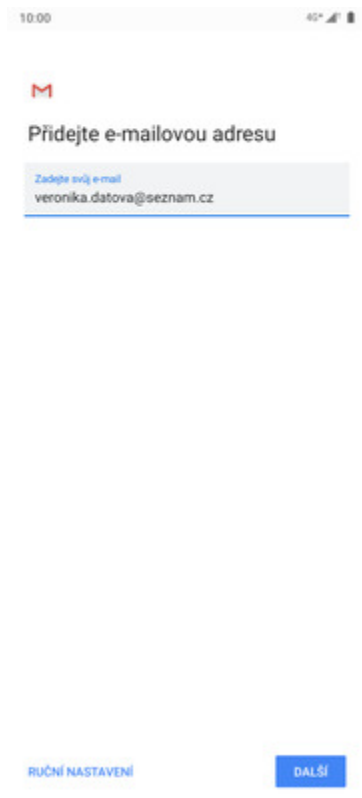 10:00 4G+
Přidejte e-mailovou adresu
Zadejte svůj e-mail
veronika.datova@seznam.cz
RUČNÍ NASTAVENÍ DALŠÍ